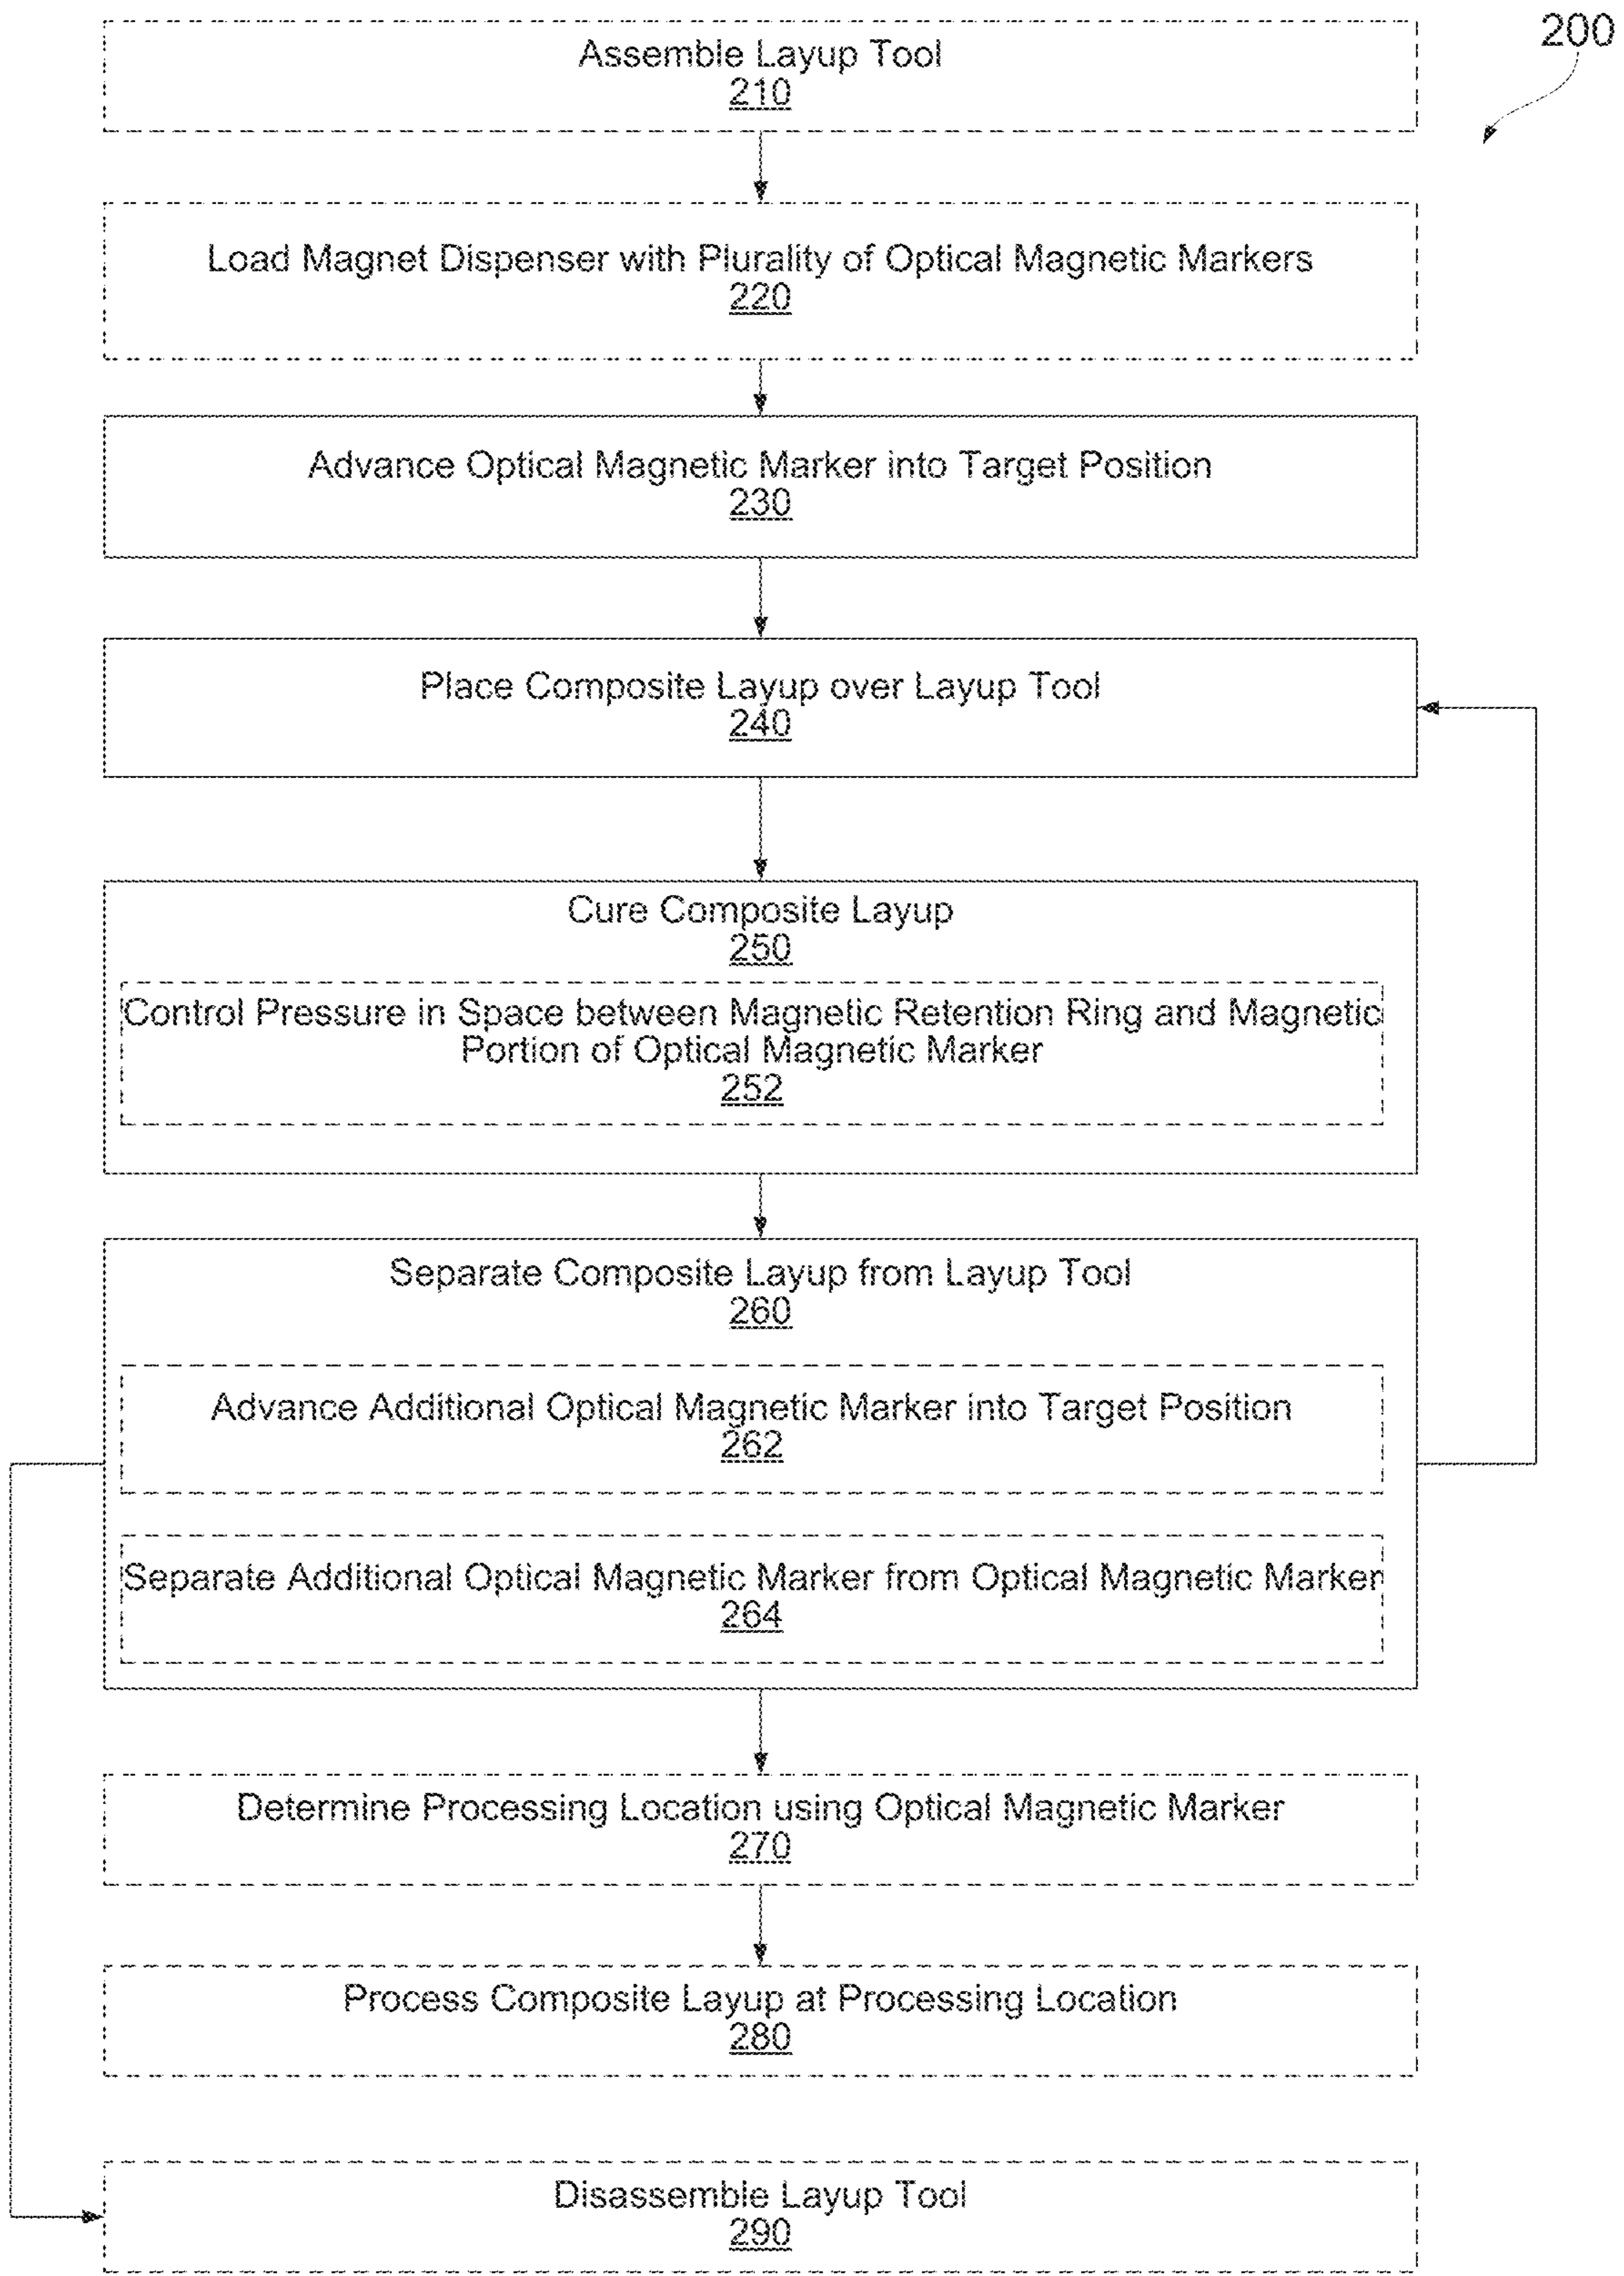 200
Assemble Layup Tool
210
Load Magnet Dispenser with Plurality of Optical Magnetic Markers
220
Advance Optical Magnetic Marker into Target Position
230
Place Composite Layup over Layup Tool
240
Cure Composite Layup
250
Control Pressure in Space between Magnetic Retention Ring and Magnetic
Portion of Optical Magnetic Marker
252
Separate Composite Layup from Layup Tool
260
Advance Additional Optical Magnetic Marker into Target Position
262
Separate Additional Optical Magnetic Marker from Optical Magnetic Marker
264
Determine Processing Location using Optical Magnetic Marker
270
Process Composite Layup at Processing Location
280
Disassemble Layup Tool
290